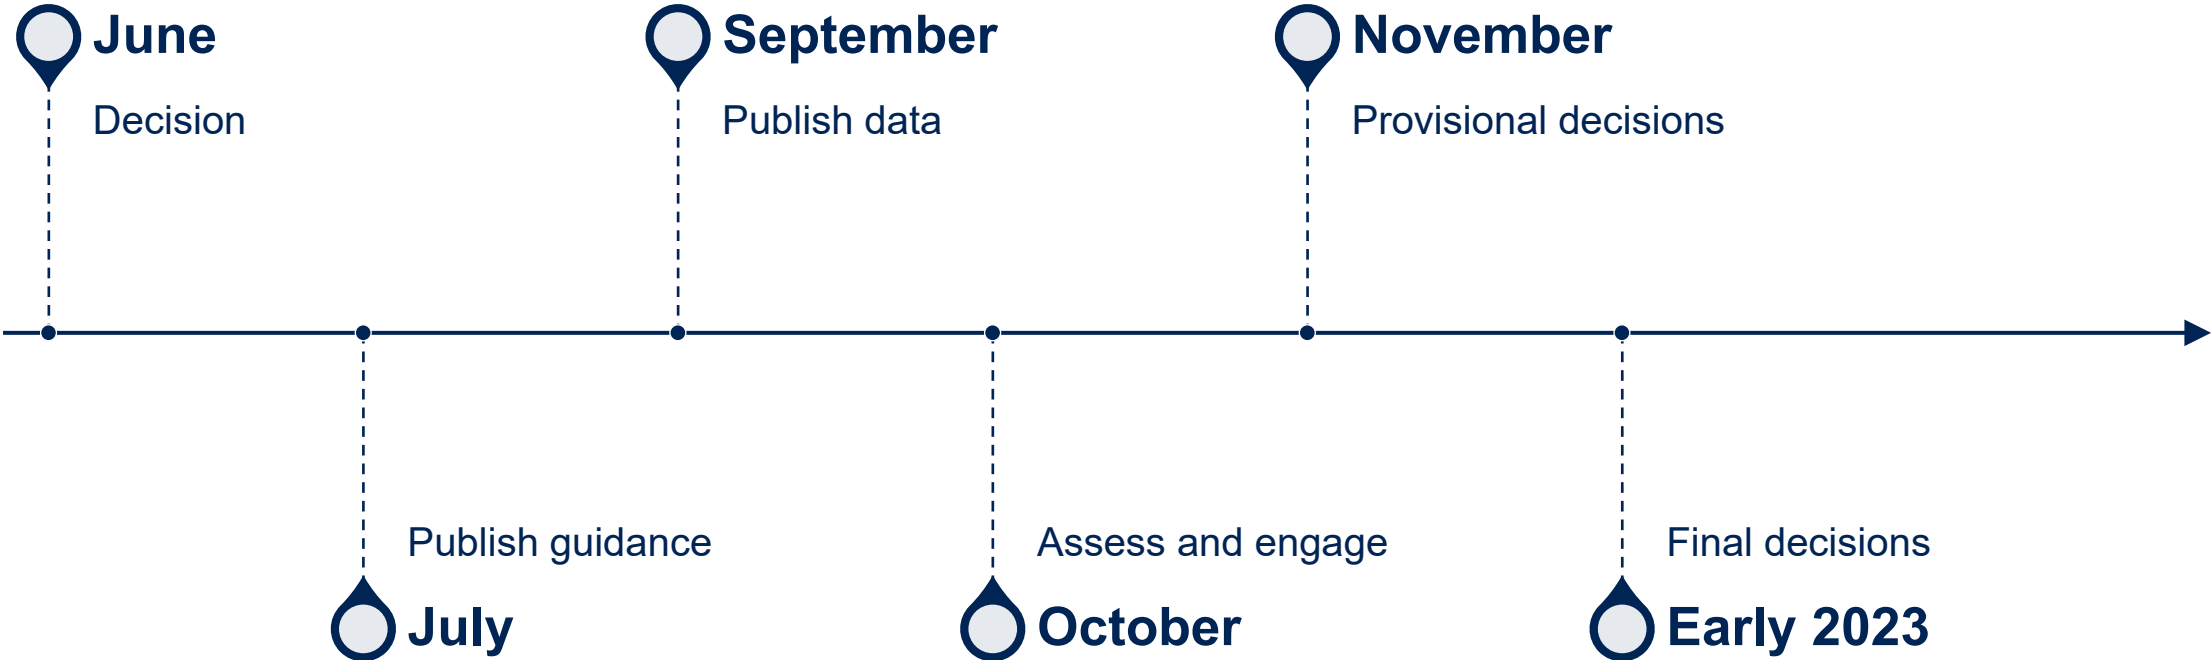 June
Decision
September
Publish data
November
Provisional decisions
Publish guidance
July
Assess and engage
October
Final decisions
Early 2023